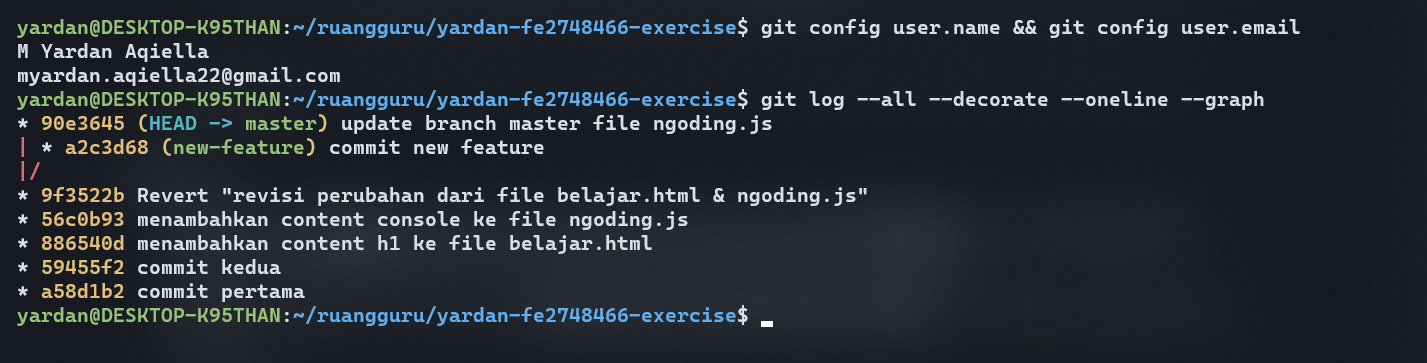 yardan@DESKTOP-K95THAN:~/ruangguru/yardan-fe2748466-exercise$ git config user.name && git config user.email
M Yardan Aqiella
myardan.aqiella22@gmail.com
yardan@DESKTOP-K95THAN:~/ruangguru/yardan-fe2748466-exercise$ git log --all --decorate --oneline --graph
* 90e3645 (HEAD -> master) update branch master file ngoding.js
| * a2c3d68 (new-feature) commit new feature
|/
* 9f3522b Revert "revisi perubahan dari file belajar.html & ngoding.js"
* 56c0b93 menambahkan content console ke file ngoding.js
* 886540d menambahkan content h1 ke file belajar.html
* 59455f2 commit kedua
* a58d1b2 commit pertama
yardan@DESKTOP-K95THAN:~/ruangguru/yardan-fe2748466-exercise$